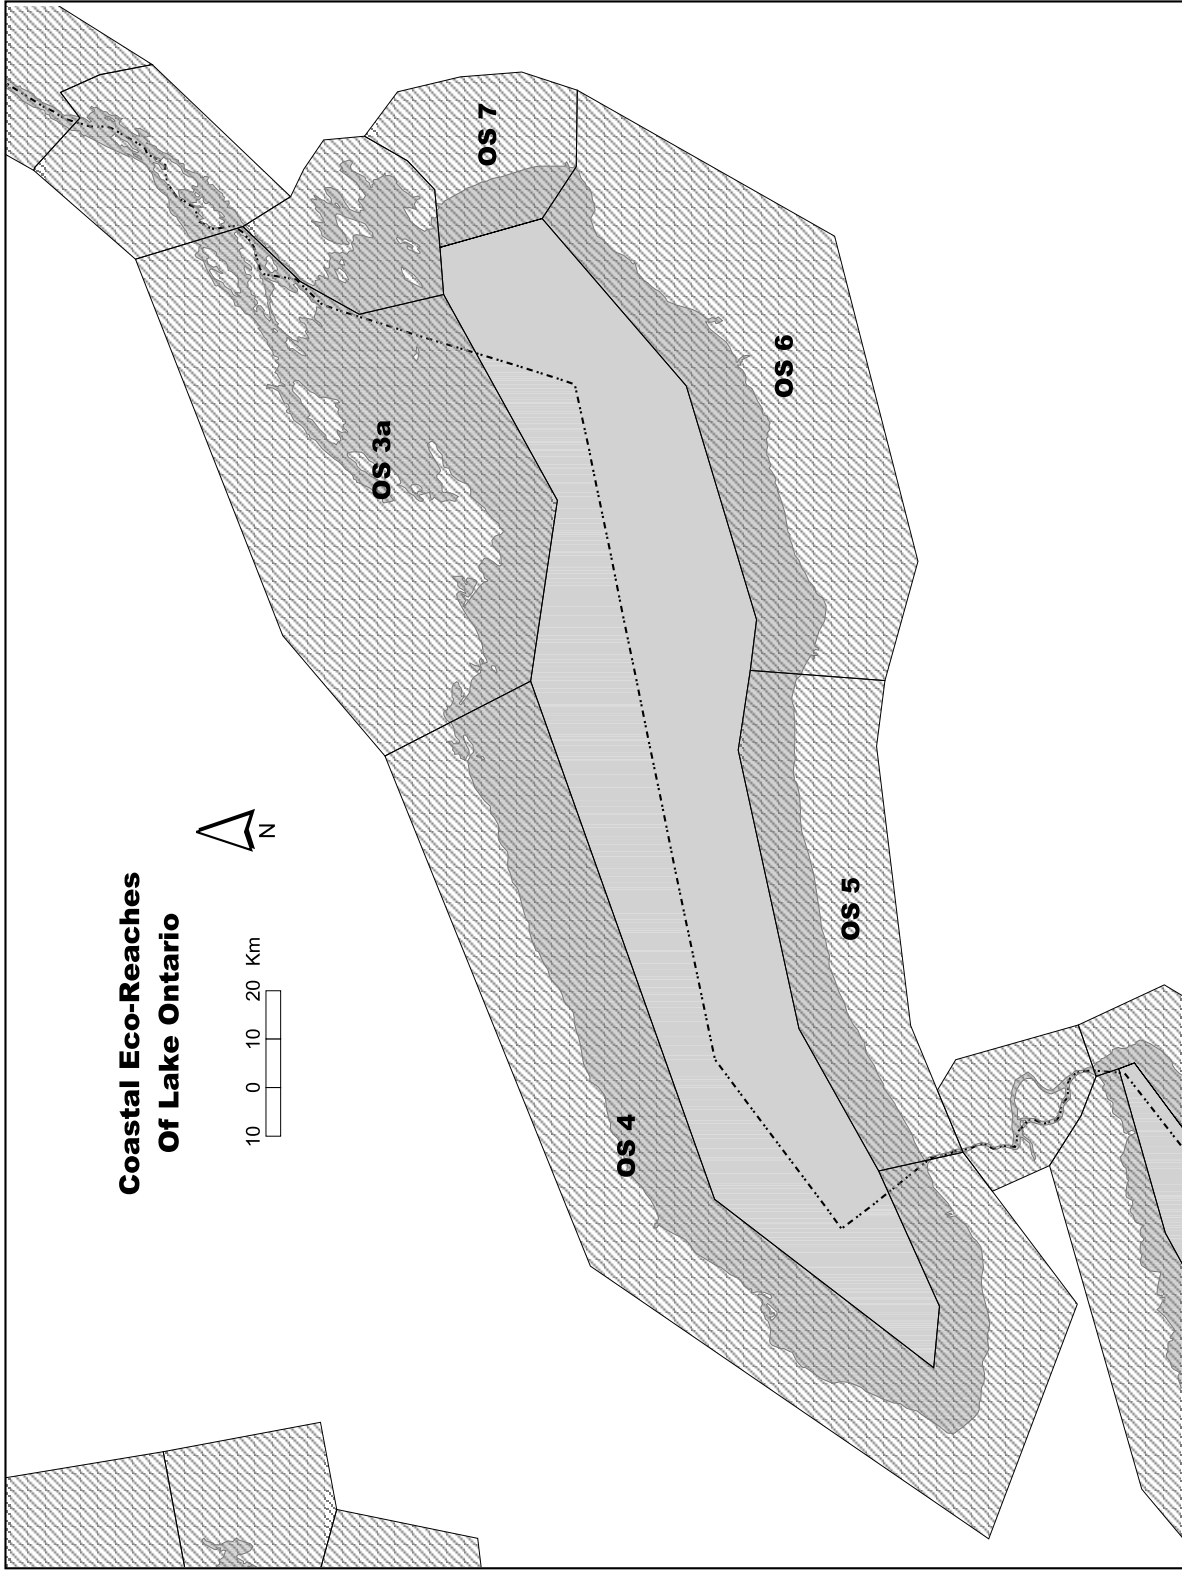 Coastal Eco-Reaches
Of Lake Ontario
10 0 10 20 Km
N
OS 3a
OS 7
OS 4
OS 6
OS 5